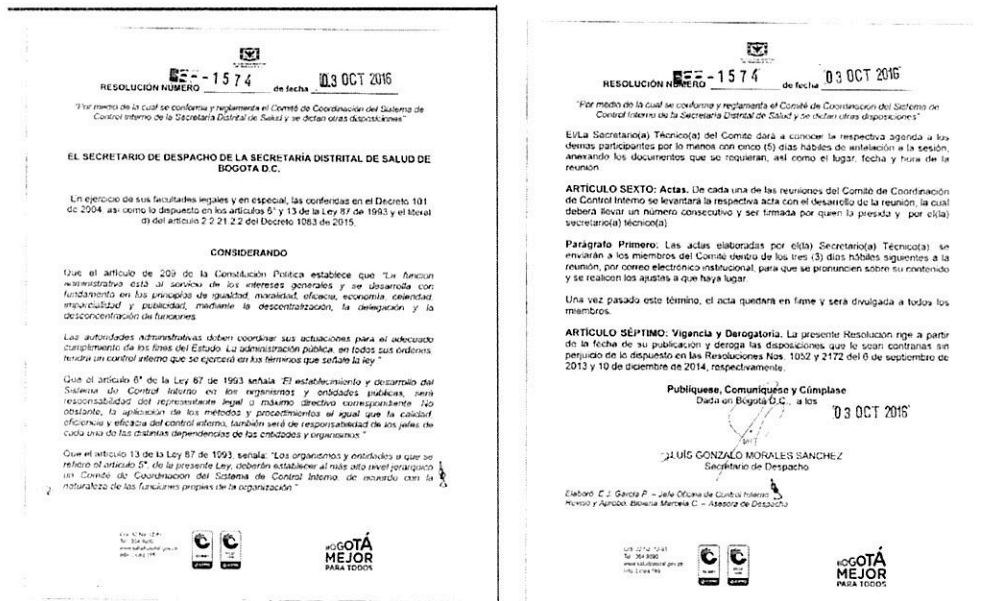 1574
03 OCT 2016
RESOLUCIÓN NÚMERO de fecha
"Por medio de la cual se conforma y reglamenta el Comité de Coordinación del Sistema de
Control Interno de la Secretaría Distrital de Salud y se dictan otras disposiciones"
EL SECRETARIO DE DESPACHO DE LA SECRETARÍA DISTRITAL DE SALUD DE
BOGOTA D.C.
En ejercicio de sus facultades legales y en especial, las conferidas en el Decreto 101
de 2004, así como lo dispuesto en los artículos 6° y 13 de la Ley 87 de 1993 y el literal
d) del artículo 2.2.21.2.2 del Decreto 1083 de 2015,
CONSIDERANDO
Que el artículo de 209 de la Constitución Política establece que "La función
administrativa está al servicio de los intereses generales y se desarrolla con
fundamento en los principios de igualdad, moralidad, eficacia, economía, celeridad,
imparcialidad y publicidad, mediante la descentralización, la delegación y la
desconcentración de funciones.
Las autoridades administrativas deben coordinar sus actuaciones para el adecuado
cumplimiento de los fines del Estado. La administración pública, en todos sus órdenes,
tendrá un control interno que se ejercerá en los términos que señale la ley."
Que el artículo 6° de la Ley 87 de 1993 señala "El establecimiento y desarrollo del
Sistema de Control Interno en los organismos y entidades públicas, será
responsabilidad del representante legal o máximo directivo correspondiente. No
obstante, la aplicación de los métodos y procedimientos al igual que la calidad,
eficiencia y eficacia del control interno, también será de responsabilidad de los jefes de
cada una de las distintas dependencias de las entidades y organismos."
Que el artículo 13 de la Ley 87 de 1993, señala: "Los organismos y entidades a que se
refiere el artículo 5°, de la presente Ley, deberán establecer al más alto nivel jerárquico
un Comité de Coordinación del Sistema de Control Interno, de acuerdo con la
naturaleza de las funciones propias de la organización."
BOGOTÁ
MEJOR
PARA TODOS
1574
03 OCT 2016
RESOLUCIÓN NÚMERO de fecha
"Por medio de la cual se conforma y reglamenta el Comité de Coordinación del Sistema de
Control Interno de la Secretaría Distrital de Salud y se dictan otras disposiciones"
El/La Secretario(a) Técnico(a) del Comité dará a conocer la respectiva agenda a los
demas participantes por lo menos con cinco (5) días hábiles de antelación a la sesión,
anexando los documentos que se requieran, así como el lugar, fecha y hora de la
reunión.
ARTÍCULO SEXTO: Actas. De cada una de las reuniones del Comité de Coordinación
de Control Interno se levantará la respectiva acta con el desarrollo de la reunión, la cual
deberá llevar un número consecutivo y ser firmada por quien la presida y por el(la)
secretario(a) técnico(a)
Parágrafo Primero: Las actas elaboradas por el(la) Secretario(a) Técnico(a) se
enviarán a los miembros del Comité dentro de los tres (3) días hábiles siguientes a la
reunión, por correo electrónico institucional, para que se pronuncien sobre su contenido
y se realicen los ajustes a que haya lugar.
Una vez pasado este término, el acta quedará en firme y será divulgada a todos los
miembros.
ARTÍCULO SÉPTIMO: Vigencia y Derogatoria. La presente Resolución rige a partir
de la fecha de su publicación y deroga las disposiciones que le sean contrarias sin
perjuicio de lo dispuesto en las Resoluciones Nos. 1052 y 2172 del 6 de septiembre de
2013 y 10 de diciembre de 2014, respectivamente.
Publíquese, Comuníquese y Cúmplase
Dada en Bogotá D.C., a los
03 OCT 2016
LUÍS GONZALO MORALES SÁNCHEZ
Secretario de Despacho
Elaboró: E.J. García P. – Jefe Oficina de Control Interno
Revisó y Aprobó: Marcela C. – Asesora de Despacho
BOGOTÁ
MEJOR
PARA TODOS